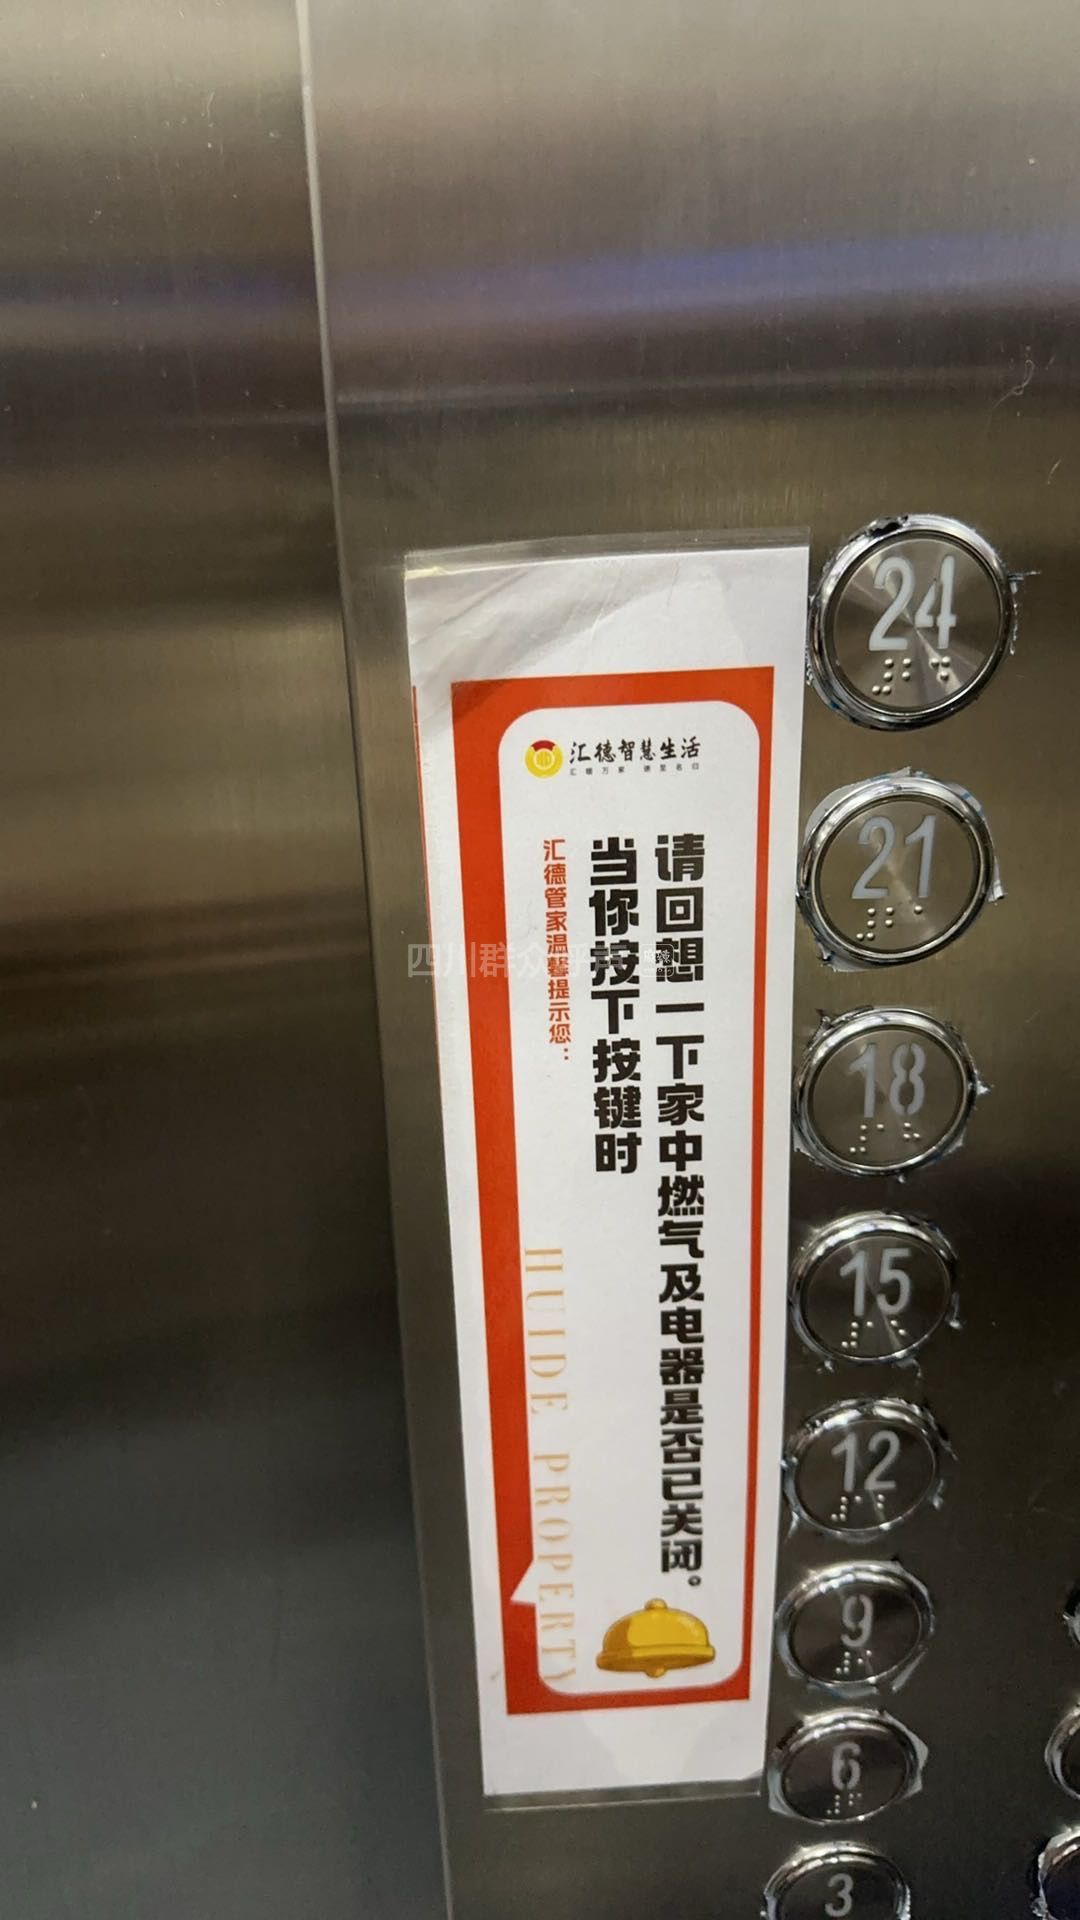 汇德智慧生活
汇德管家温馨提示您：
当你按下按键时
请回想一下家中燃气及电器是否已关闭。
HUIDE PROPERTY
24
21
18
15
12
9
6
3
四川群众呼声